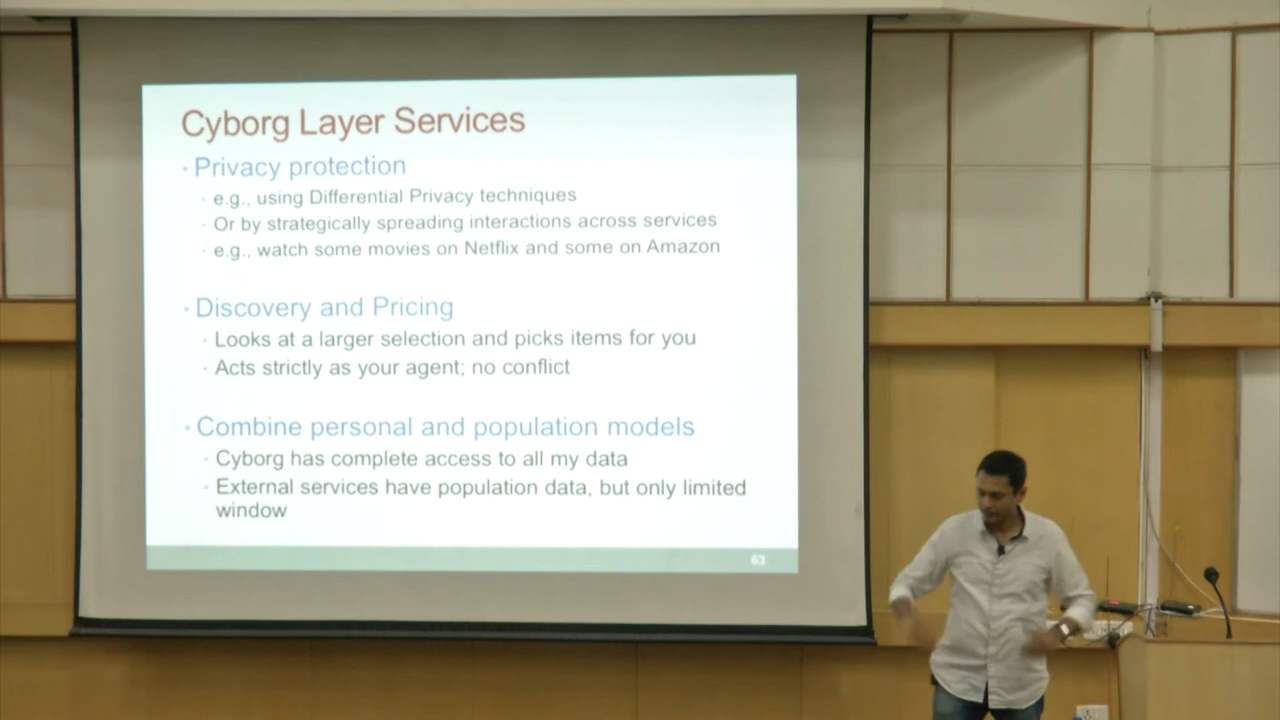 Cyborg Layer Services
• Privacy protection
• e.g., using Differential Privacy techniques
• Or by strategically spreading interactions across services
• e.g., watch some movies on Netflix and some on Amazon
• Discovery and Pricing
• Looks at a larger selection and picks items for you
• Acts strictly as your agent; no conflict
• Combine personal and population models
• Cyborg has complete access to all my data
• External services have population data, but only limited
window
63